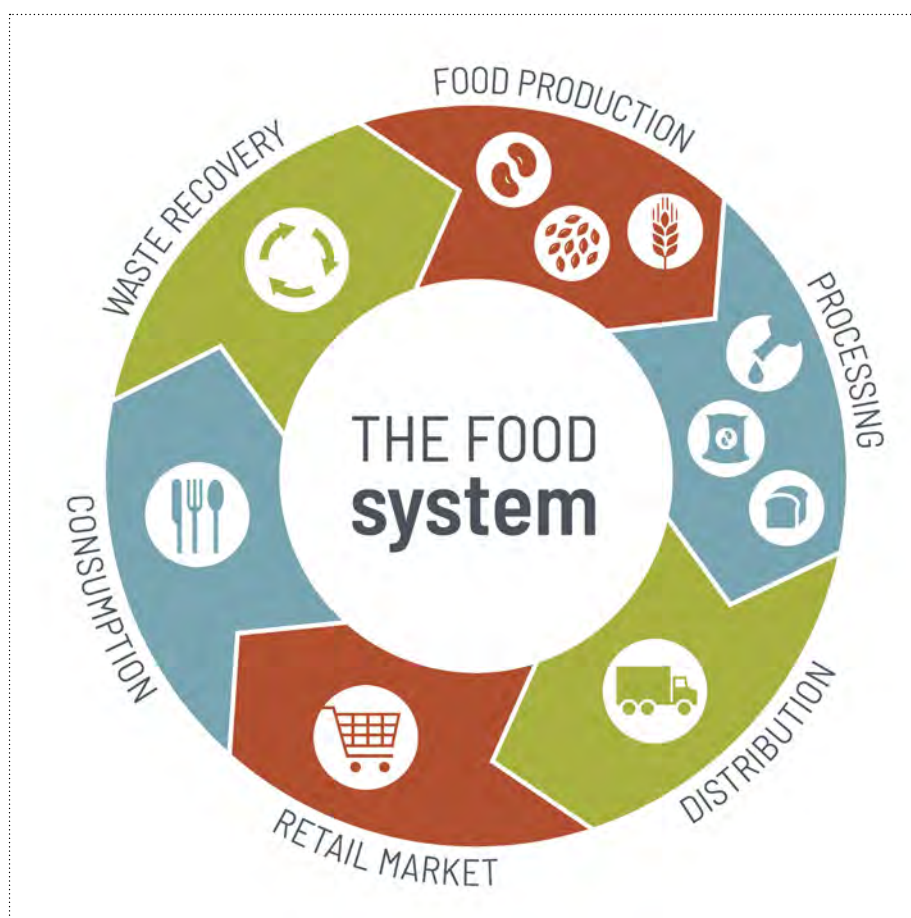 THE FOOD
system
FOOD PRODUCTION
PROCESSING
DISTRIBUTION
RETAIL MARKET
CONSUMPTION
WASTE RECOVERY